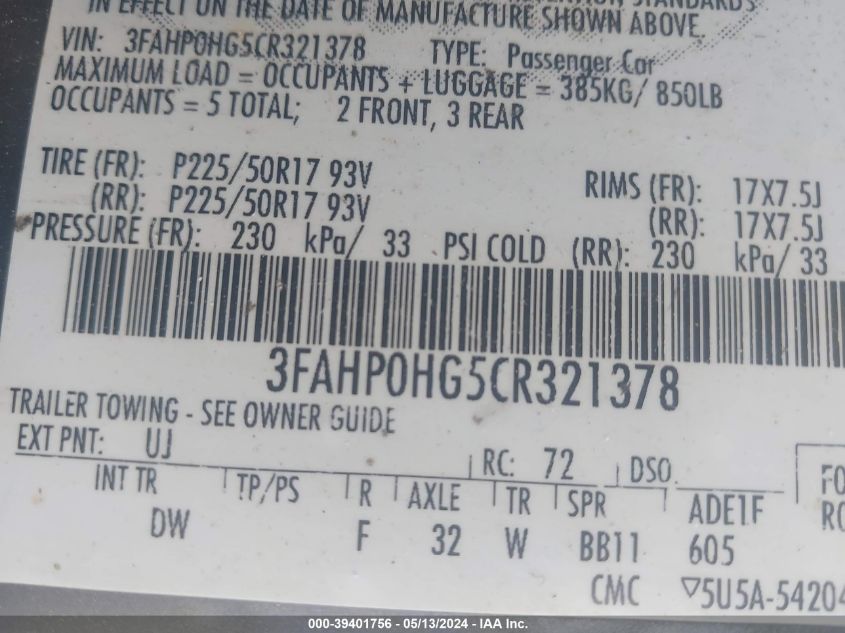 IN EFFECT ON THE DATE OF MANUFACTURE SHOWN ABOVE.
VIN: 3FAHP0HG5CR321378 TYPE: Passenger Car
MAXIMUM LOAD = OCCUPANTS + LUGGAGE = 385KG/ 850LB
OCCUPANTS = 5 TOTAL; 2 FRONT, 3 REAR
TIRE (FR): P225/50R17 93V RIMS (FR): 17X7.5J
(RR): P225/50R17 93V (RR): 17X7.5J
PRESSURE (FR): 230 kPa/ 33 PSI COLD (RR): 230 kPa/ 33
3FAHP0HG5CR321378
TRAILER TOWING - SEE OWNER GUIDE
EXT PNT: UJ RC: 72 DSO
INT TR TP/PS R AXLE TR SPR ADE1F
DW F 32 W BB11 605
CMC ▽5U5A-54204
000-39401756 - 05/13/2024 - IAA Inc.